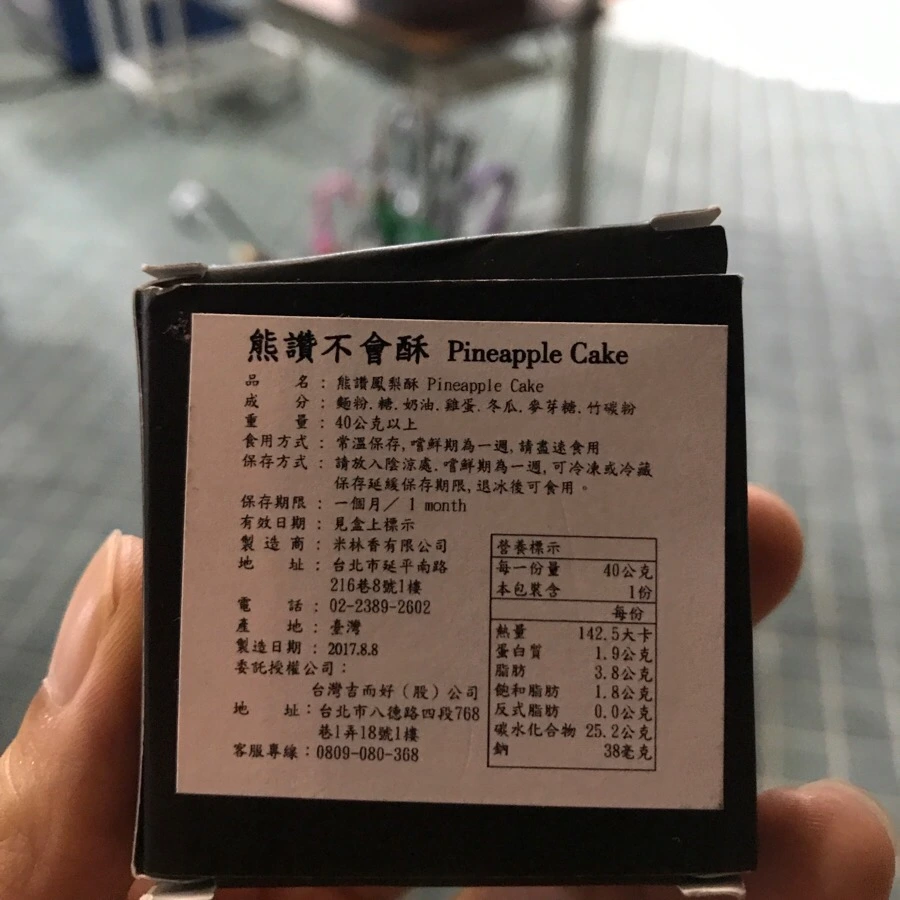 熊讚不會酥 Pineapple Cake
品名：熊讚鳳梨酥 Pineapple Cake
成分：麵粉.糖.奶油.雞蛋.冬瓜.麥芽糖.竹碳粉
重量：40公克以上
食用方式：常溫保存,嚐鮮期為一週,請盡速食用
保存方式：請放入陰涼處.嚐鮮期為一週,可冷凍或冷藏
保存延緩保存期限,退冰後可食用。
保存期限：一個月／ 1 month
有效日期：見盒上標示
製造商：米林香有限公司
地址：台北市延平南路
216巷8號1樓
電話：02-2389-2602
產地：臺灣
製造日期：2017.8.8
委託授權公司：
台灣吉而好（股）公司
地址：台北市八德路四段768
巷1弄18號1樓
客服專線：0809-080-368
營養標示
每一份量 40公克
本包裝含 1份
每份
熱量 142.5大卡
蛋白質 1.9公克
脂肪 3.8公克
飽和脂肪 1.8公克
反式脂肪 0.0公克
碳水化合物 25.2公克
鈉 38毫克